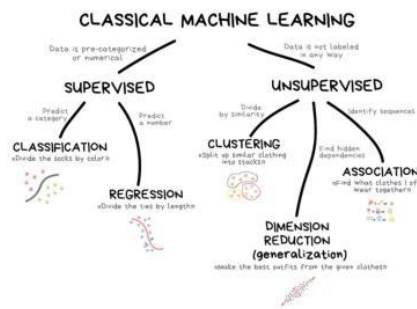 CLASSICAL MACHINE LEARNING
Data is pre-categorized
or numerical
Data is not labeled
in any way
SUPERVISED
UNSUPERVISED
Predict
a category
Predict
a number
Divide
by similarity
Identify sequences
Find hidden
dependencies
CLASSIFICATION
«Divide the socks by color»
REGRESSION
«Divide the ties by length»
CLUSTERING
«Split up similar clothing
into stacks»
ASSOCIATION
«Find what clothes I often
wear together»
DIMENSION
REDUCTION
(generalization)
«Make the best outfits from the given clothes»